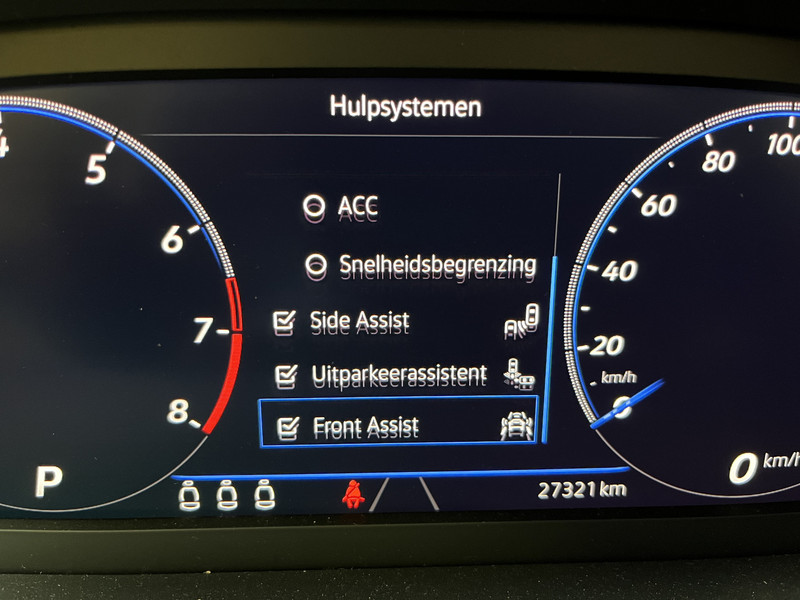 Hulpsystemen
ACC
Snelheidsbegrenzing
Side Assist
Uitparkeerassistent
Front Assist
4
5
6
7
8
P
100
80
60
40
20
km/h
0
0 km/h
27321 km